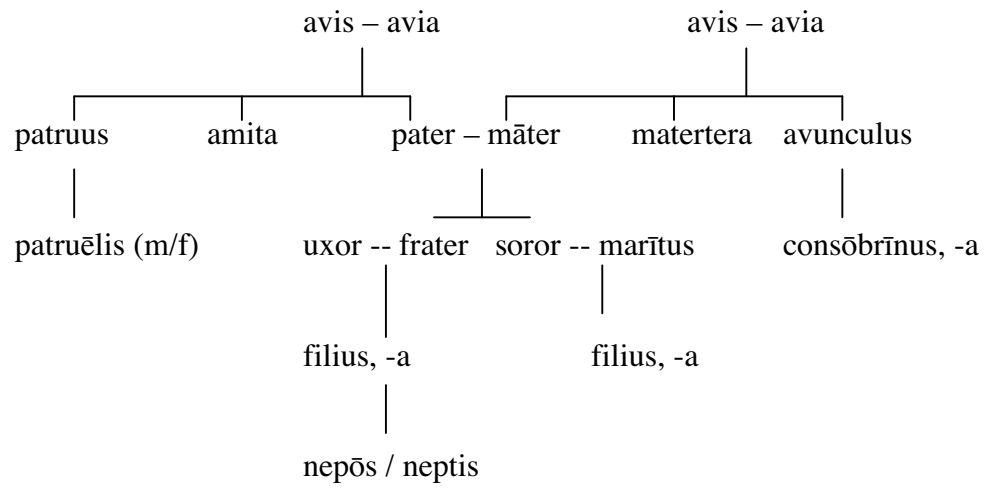 avis – avia avis – avia
patruus amita pater – māter matertera avunculus
patruēlis (m/f) uxor -- frater soror -- marītus consōbrīnus, -a
filius, -a filius, -a
nepōs / neptis